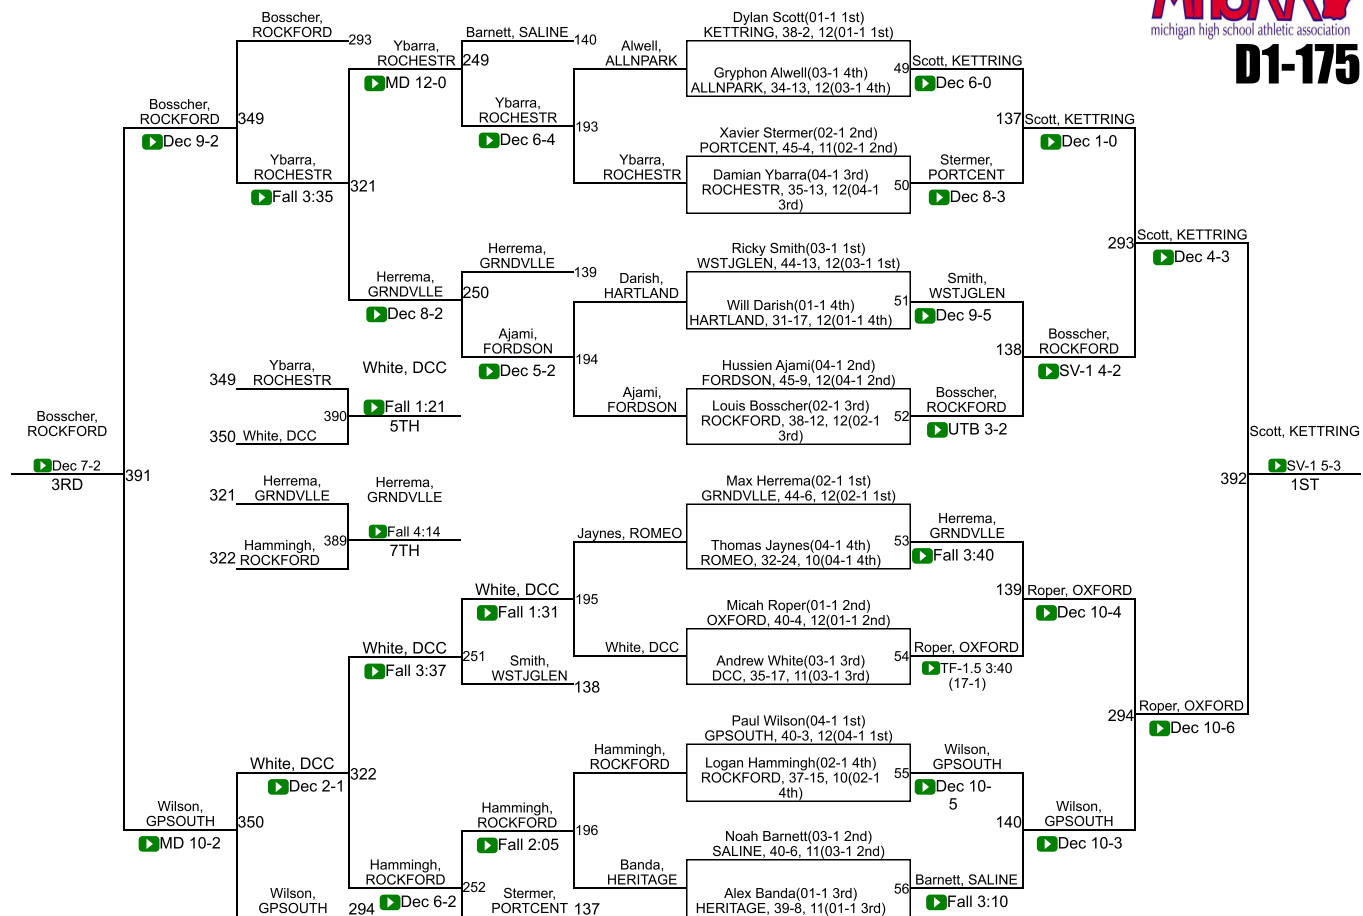 michigan high school athletic association
D1-175
Bosscher,
ROCKFORD
293
Ybarra,
ROCHESTR
MD 12-0
249
Barnett, SALINE
140
Alwell,
ALLNPARK
Dylan Scott(01-1 1st)
KETTRING, 38-2, 12(01-1 1st)
Gryphon Alwell(03-1 4th)
ALLNPARK, 34-13, 12(03-1 4th)
49
Scott, KETTRING
Dec 6-0
Bosscher,
ROCKFORD
Dec 9-2
349
Ybarra,
ROCHESTR
Dec 6-4
193
Xavier Stermer(02-1 2nd)
PORTCENT, 45-4, 11(02-1 2nd)
137
Scott, KETTRING
Dec 1-0
Ybarra,
ROCHESTR
Fall 3:35
321
Ybarra,
ROCHESTR
Damian Ybarra(04-1 3rd)
ROCHESTR, 35-13, 12(04-1
3rd)
50
Stermer,
PORTCENT
Dec 8-3
Herrema,
GRNDVLLE
Dec 8-2
250
Herrema,
GRNDVLLE
139
Darish,
HARTLAND
Ricky Smith(03-1 1st)
WSTJGLEN, 44-13, 12(03-1 1st)
Will Darish(01-1 4th)
HARTLAND, 31-17, 12(01-1 4th)
51
Smith,
WSTJGLEN
Dec 9-5
293
Scott, KETTRING
Dec 4-3
Ajami,
FORDSON
Dec 5-2
194
138
Bosscher,
ROCKFORD
SV-1 4-2
349
Ybarra,
ROCHESTR
White, DCC
390
Fall 1:21
5TH
350
White, DCC
Ajami,
FORDSON
Hussien Ajami(04-1 2nd)
FORDSON, 45-9, 12(04-1 2nd)
Louis Bosscher(02-1 3rd)
ROCKFORD, 38-12, 12(02-1
3rd)
52
Bosscher,
ROCKFORD
UTB 3-2
Bosscher,
ROCKFORD
Dec 7-2
3RD
391
Scott, KETTRING
392
SV-1 5-3
1ST
321
Herrema,
GRNDVLLE
Herrema,
GRNDVLLE
389
Fall 4:14
7TH
322
Hammingh,
ROCKFORD
Jaynes, ROMEO
Max Herrema(02-1 1st)
GRNDVLLE, 44-6, 12(02-1 1st)
Thomas Jaynes(04-1 4th)
ROMEO, 32-24, 10(04-1 4th)
53
Herrema,
GRNDVLLE
Fall 3:40
White, DCC
Fall 1:31
195
139
Roper, OXFORD
Dec 10-4
White, DCC
Fall 3:37
251
Smith,
WSTJGLEN
138
White, DCC
Micah Roper(01-1 2nd)
OXFORD, 40-4, 12(01-1 2nd)
Andrew White(03-1 3rd)
DCC, 35-17, 11(03-1 3rd)
54
Roper, OXFORD
TF-1.5 3:40
(17-1)
294
Roper, OXFORD
Dec 10-6
White, DCC
Dec 2-1
322
Hammingh,
ROCKFORD
Paul Wilson(04-1 1st)
GPSOUTH, 40-3, 12(04-1 1st)
Logan Hammingh(02-1 4th)
ROCKFORD, 37-15, 10(02-1
4th)
55
Wilson,
GPSOUTH
Dec 10-
5
Wilson,
GPSOUTH
MD 10-2
350
Hammingh,
ROCKFORD
Fall 2:05
196
140
Wilson,
GPSOUTH
Dec 10-3
Wilson,
GPSOUTH
294
Hammingh,
ROCKFORD
Dec 6-2
252
Stermer,
PORTCENT
137
Banda,
HERITAGE
Noah Barnett(03-1 2nd)
SALINE, 40-6, 11(03-1 2nd)
Alex Banda(01-1 3rd)
HERITAGE, 39-8, 11(01-1 3rd)
56
Barnett, SALINE
Fall 3:10